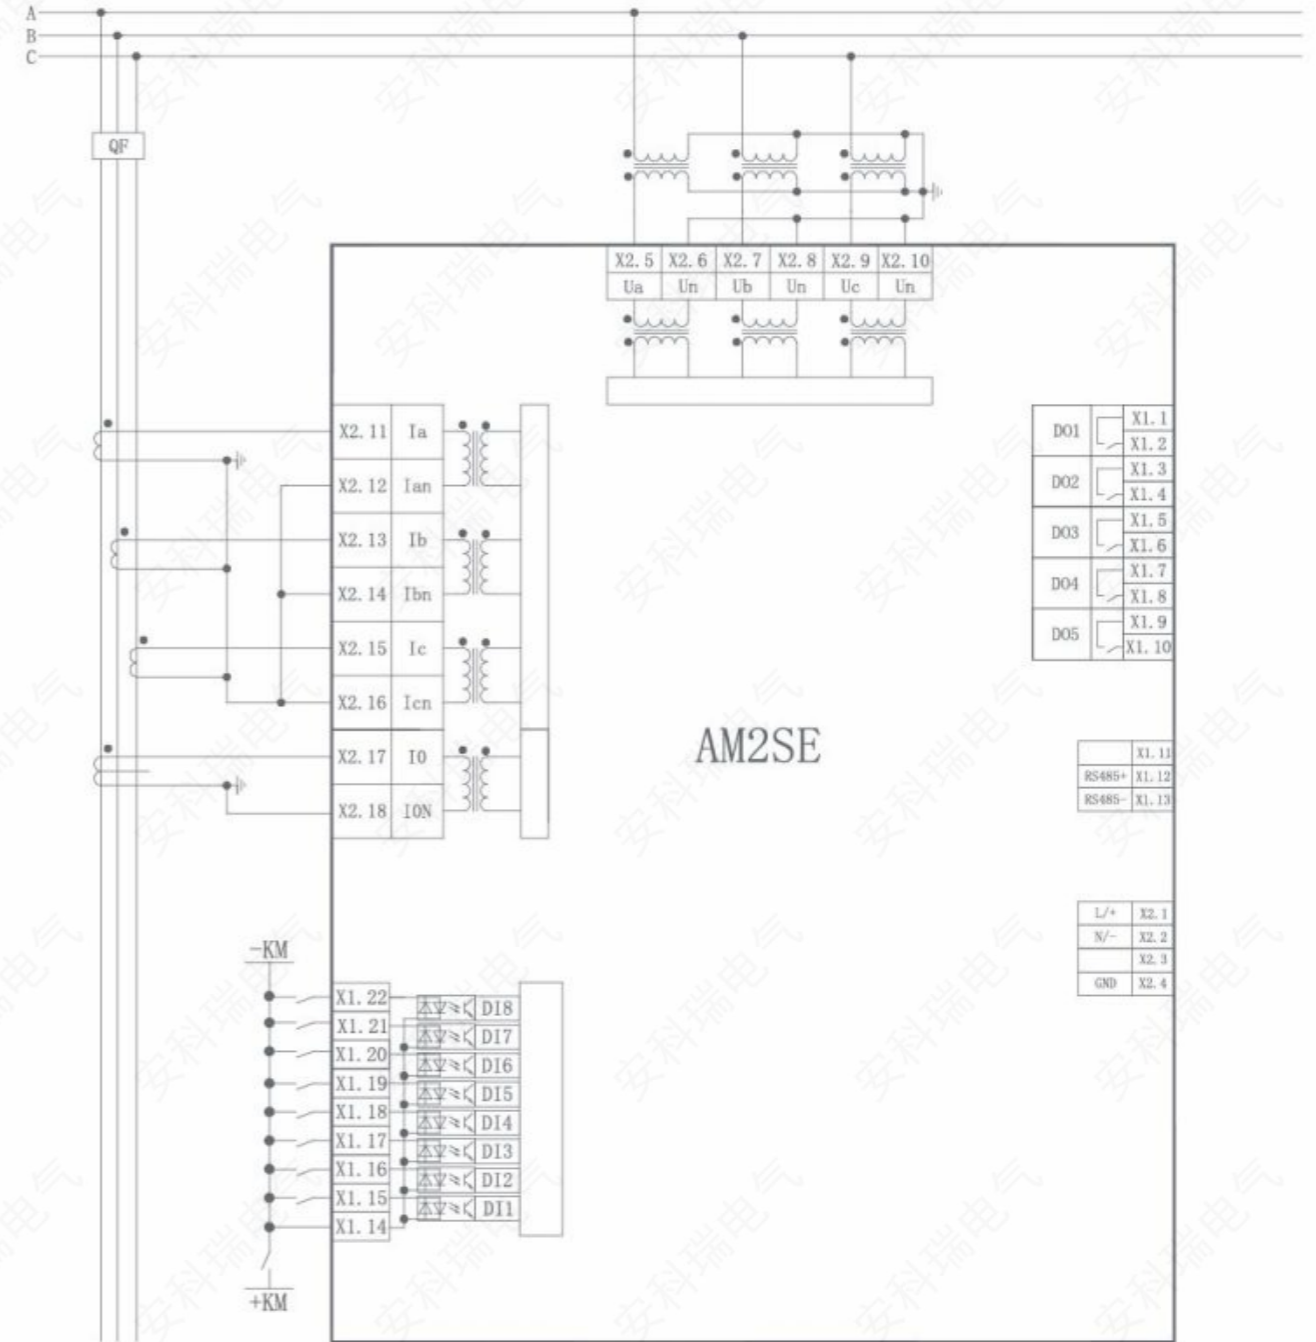 A
B
C
QF
X2.5 X2.6 X2.7 X2.8 X2.9 X2.10
Ua Un Ub Un Uc Un
X2.11 Ia
X2.12 Ian
X2.13 Ib
X2.14 Ibn
X2.15 Ic
X2.16 Icn
X2.17 I0
X2.18 I0N
DO1 X1.1
X1.2
DO2 X1.3
X1.4
DO3 X1.5
X1.6
DO4 X1.7
X1.8
DO5 X1.9
X1.10
AM2SE
X1.11
RS485+ X1.12
RS485- X1.13
L/+ X2.1
N/- X2.2
X2.3
GND X2.4
-KM
X1.22 DI8
X1.21 DI7
X1.20 DI6
X1.19 DI5
X1.18 DI4
X1.17 DI3
X1.16 DI2
X1.15 DI1
X1.14
+KM
安科瑞电气